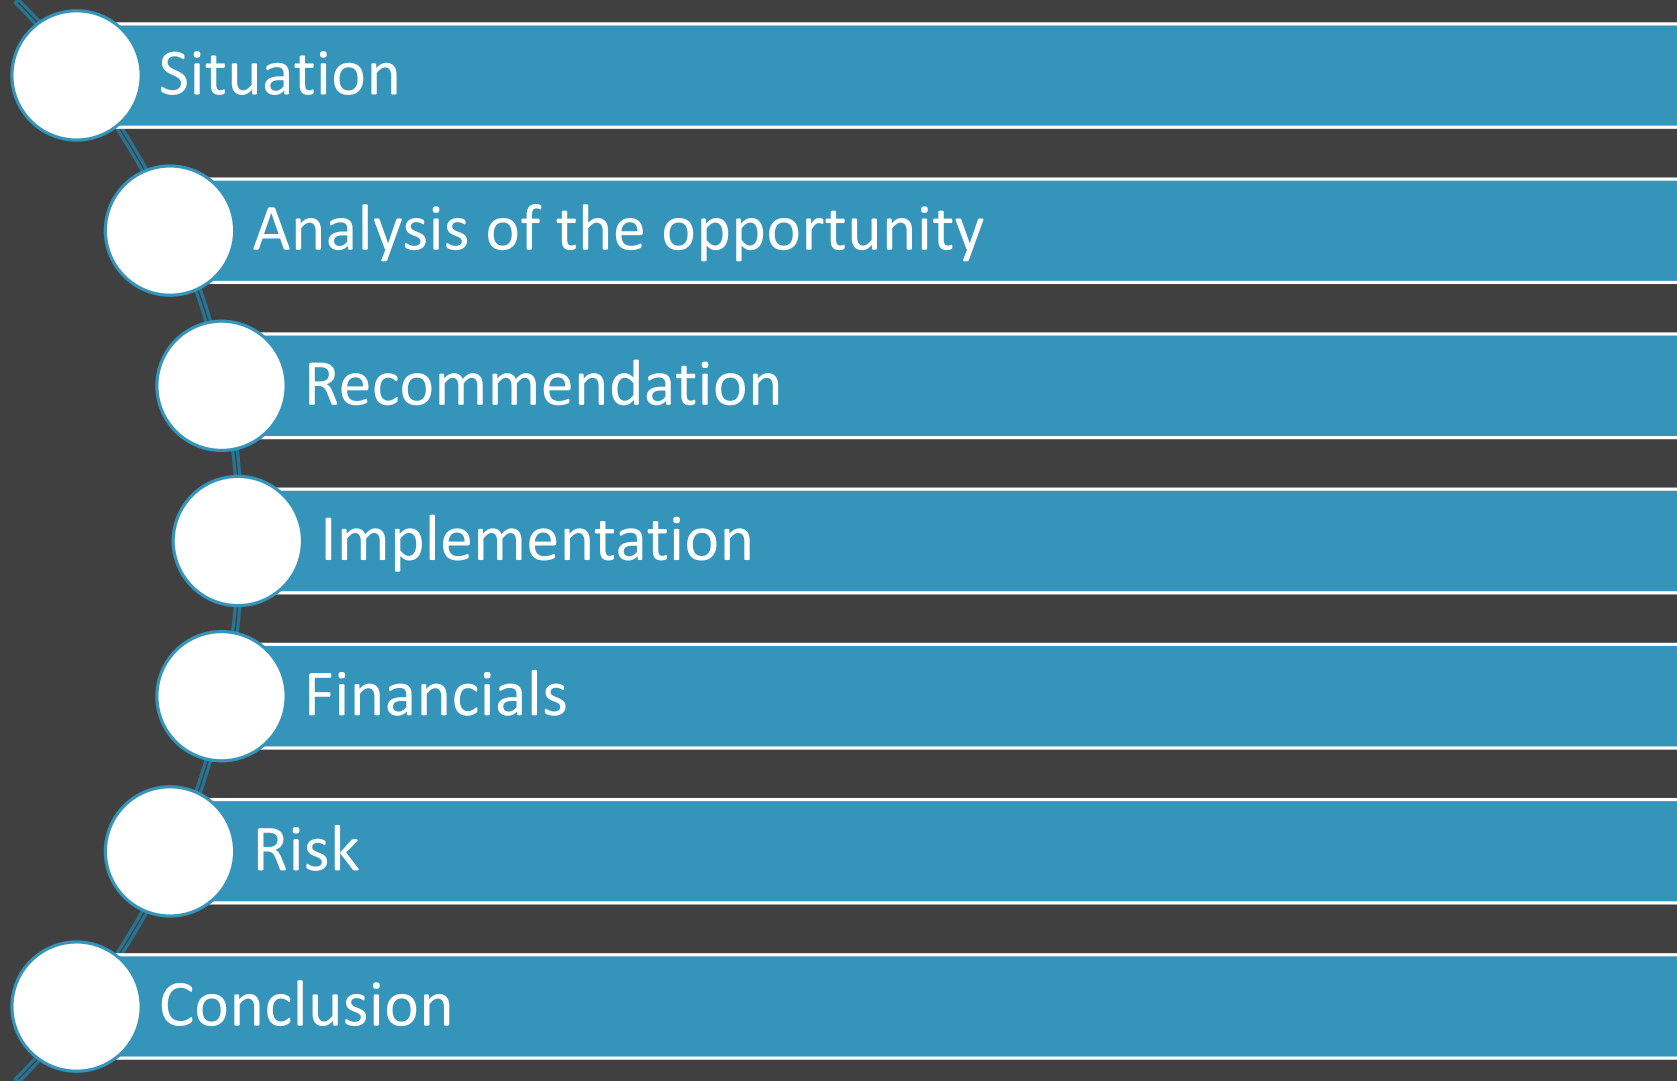 Situation
Analysis of the opportunity
Recommendation
Implementation
Financials
Risk
Conclusion